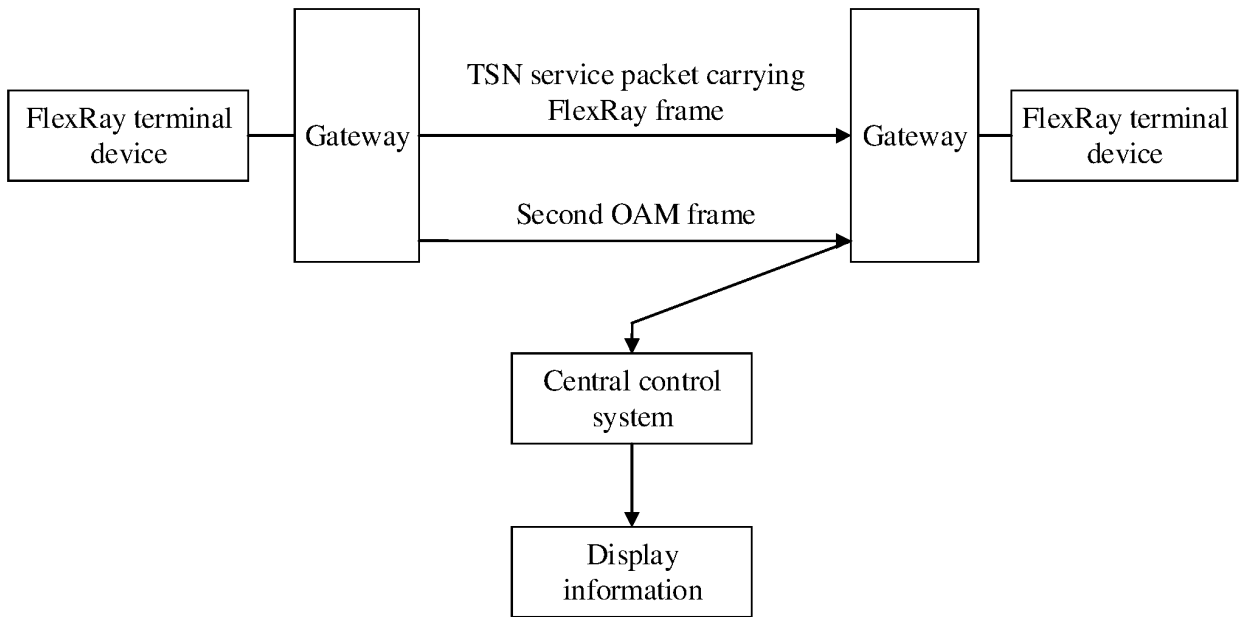 TSN service packet carrying
FlexRay frame
FlexRay terminal
device
Gateway
Gateway
FlexRay terminal
device
Second OAM frame
Central control
system
Display
information